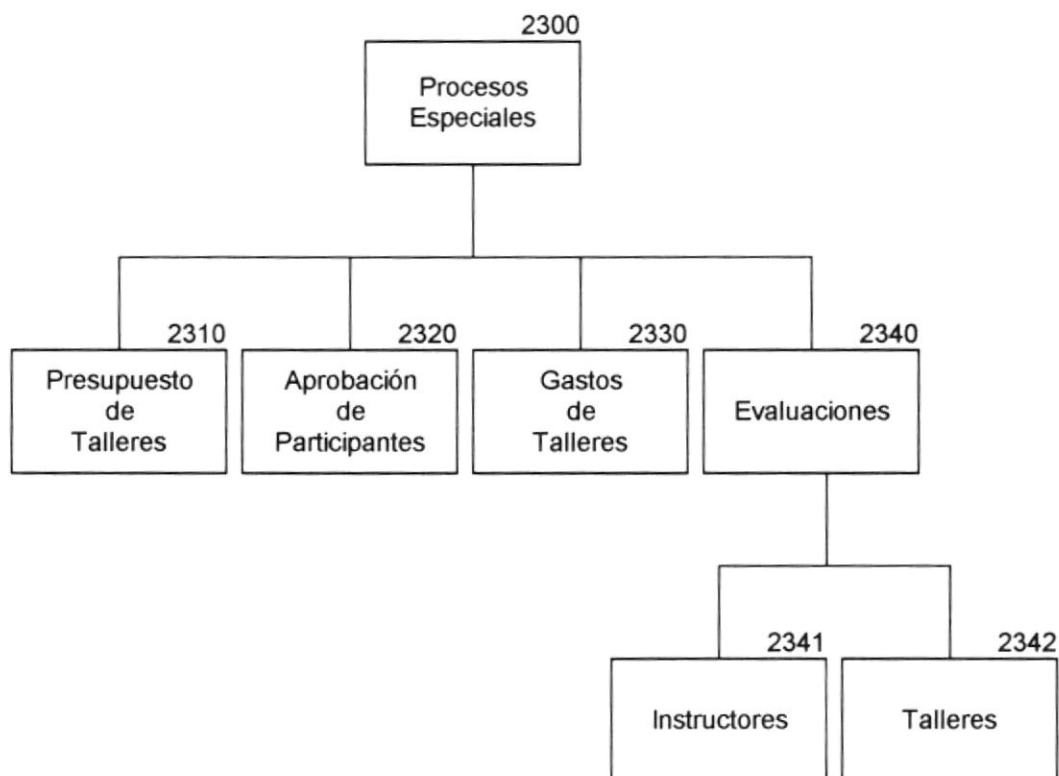 2300
Procesos
Especiales
2310
Presupuesto
de
Talleres
2320
Aprobación
de
Participantes
2330
Gastos
de
Talleres
2340
Evaluaciones
2341
Instructores
2342
Talleres